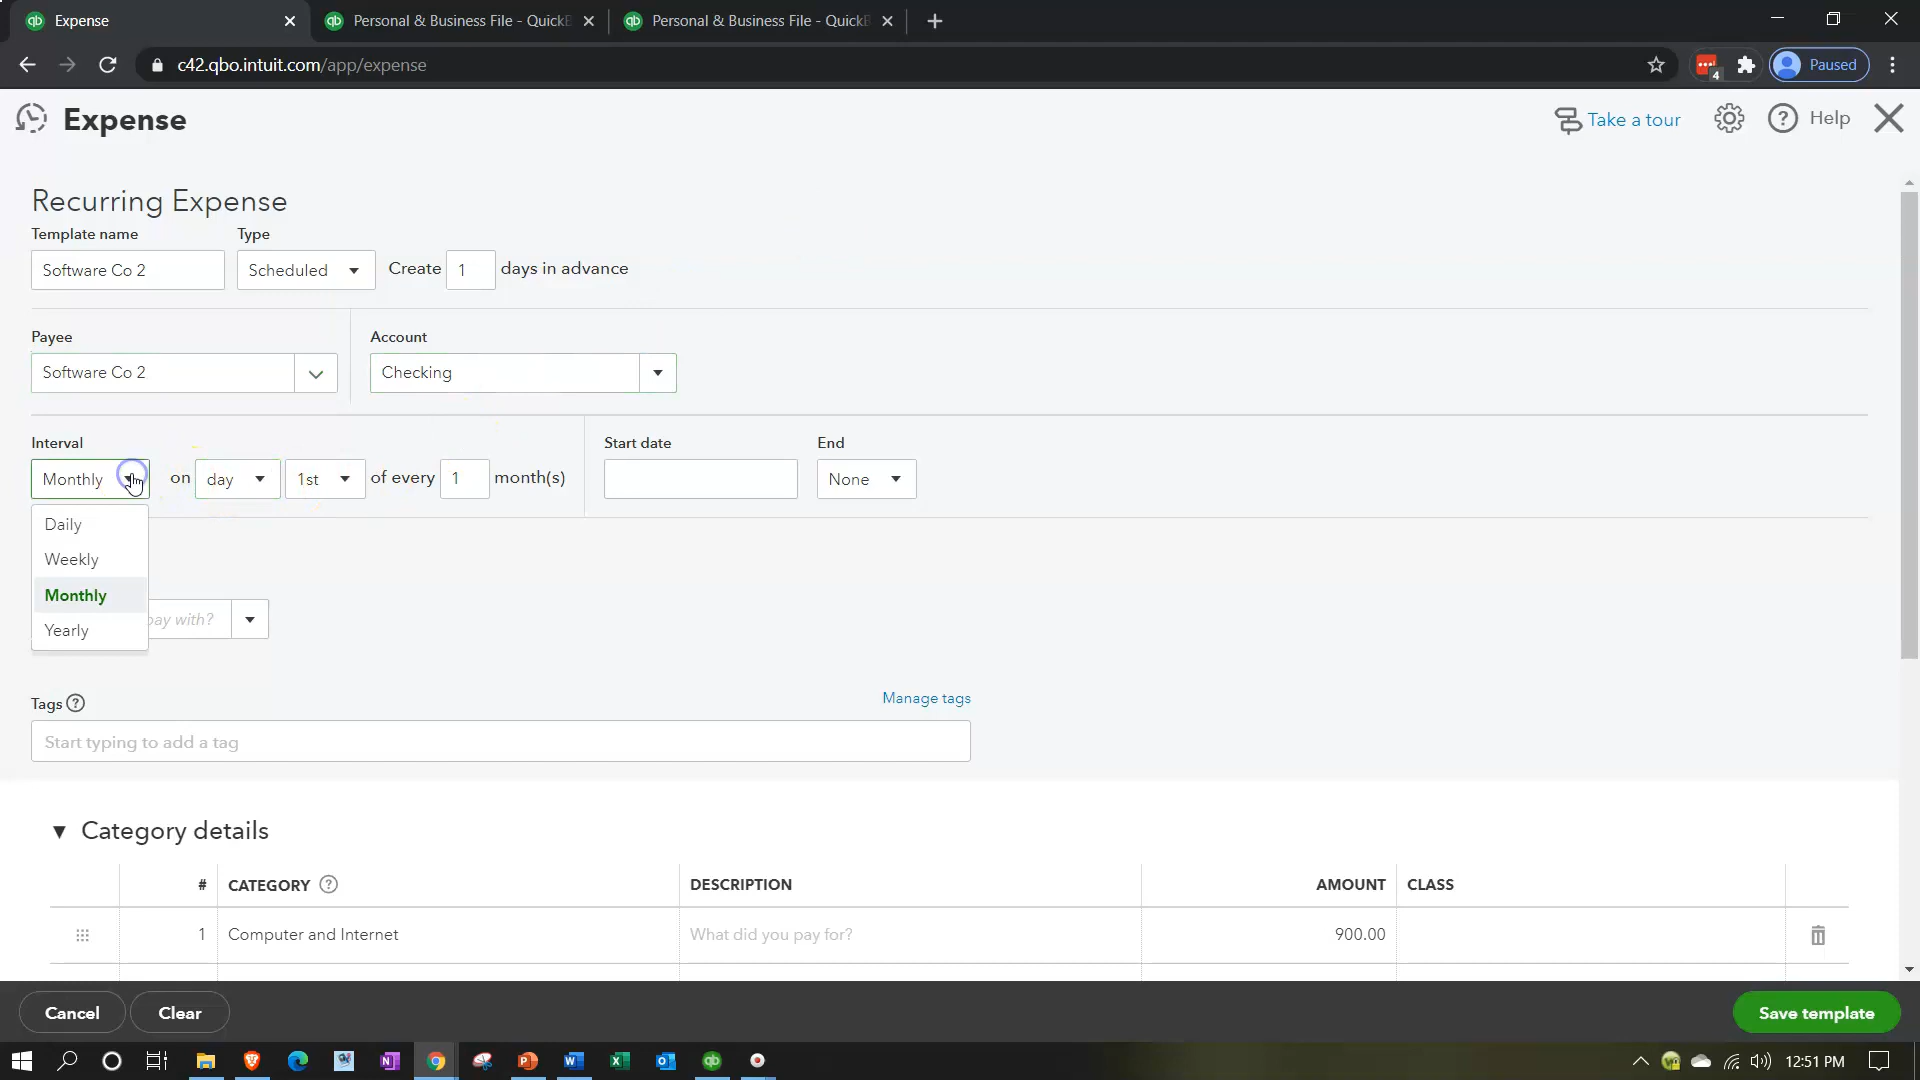 Expense
Personal & Business File - QuickB
Personal & Business File - QuickB
c42.qbo.intuit.com/app/expense
4
Paused
Expense
Take a tour
Help
Recurring Expense
Template name
Type
Software Co 2
Scheduled
Create 1 days in advance
Payee
Account
Software Co 2
Checking
Interval
Start date
End
Monthly on day 1st of every 1 month(s)
None
Daily
Weekly
Monthly
Yearly
pay with?
Tags ?
Manage tags
Start typing to add a tag
Category details
# CATEGORY ? DESCRIPTION AMOUNT CLASS
1 Computer and Internet What did you pay for? 900.00
Cancel
Clear
Save template
12:51 PM